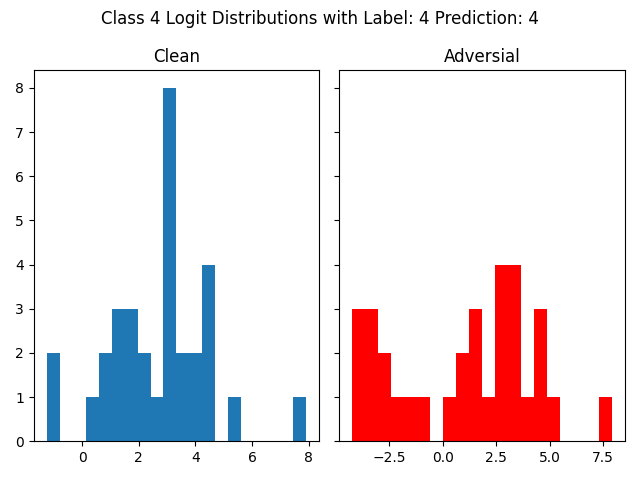 Class 4 Logit Distributions with Label: 4 Prediction: 4
Clean
Adversial
8
7
6
5
4
3
2
1
0
0 2 4 6 8
−2.5 0.0 2.5 5.0 7.5